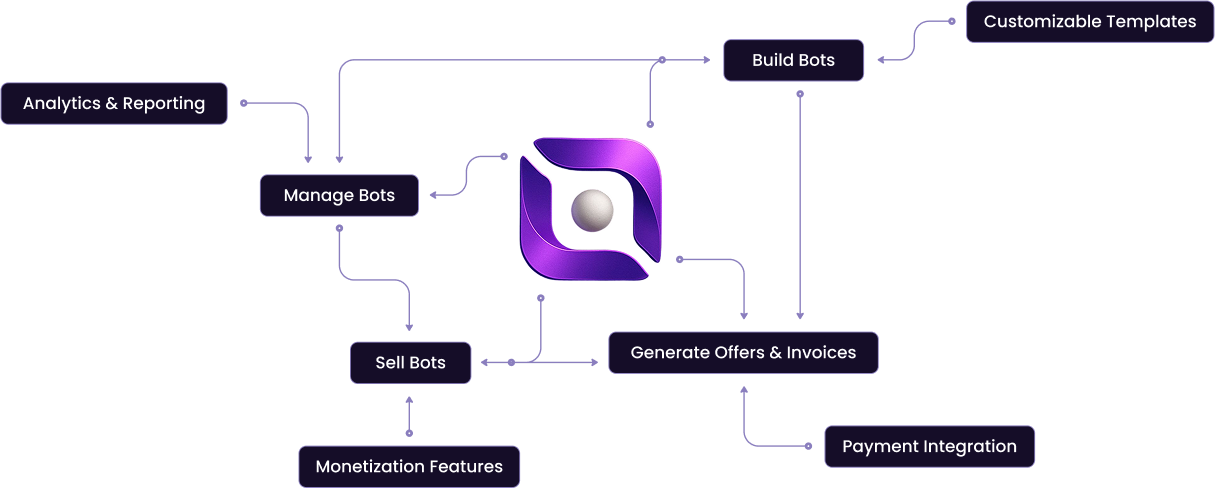 Customizable Templates
Build Bots
Analytics & Reporting
Manage Bots
Generate Offers & Invoices
Sell Bots
Payment Integration
Monetization Features